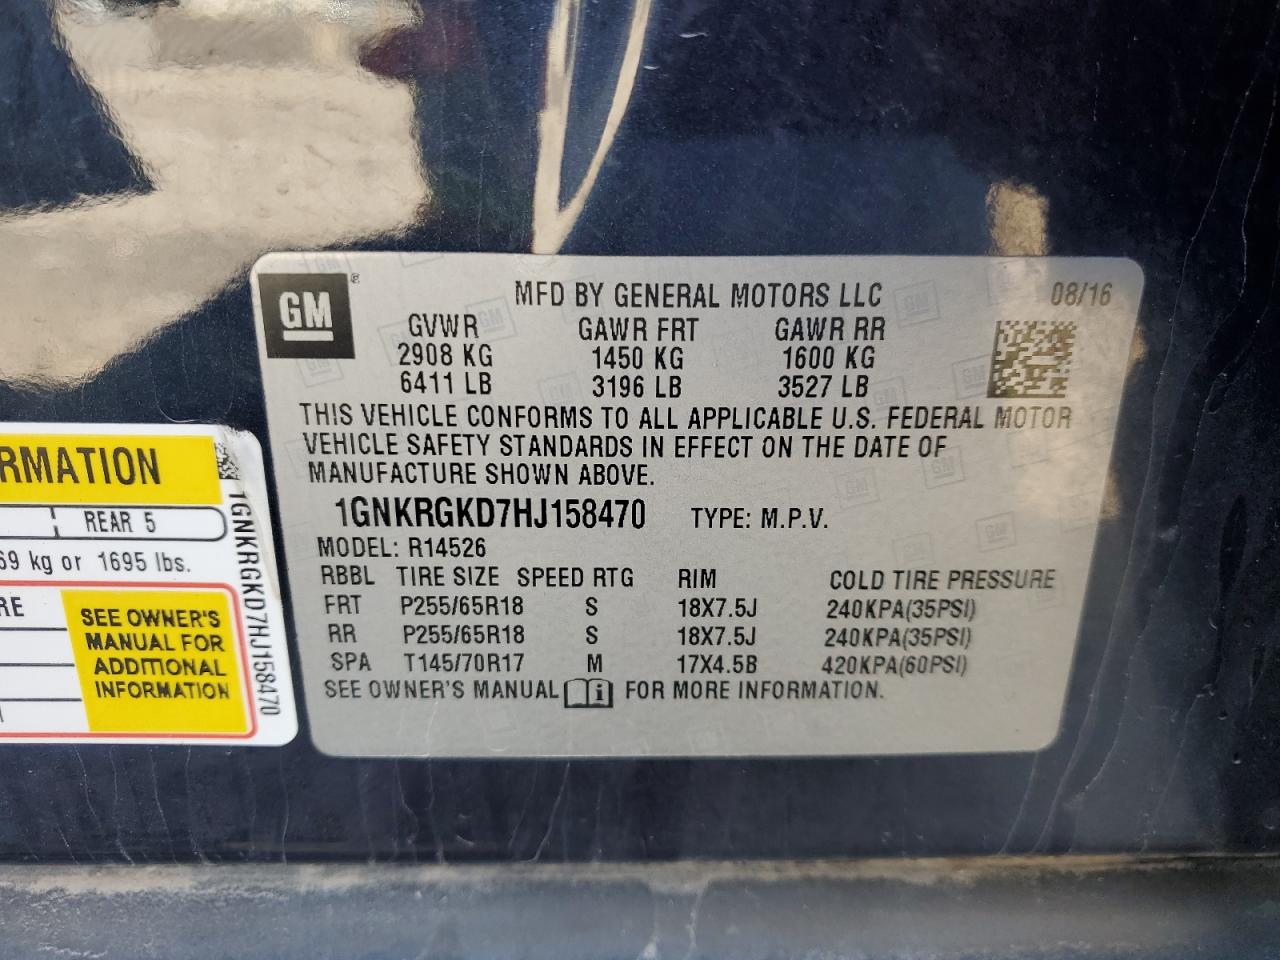 GM
MFD BY GENERAL MOTORS LLC
08/16
GVWR GAWR FRT GAWR RR
2908 KG 1450 KG 1600 KG
6411 LB 3196 LB 3527 LB
THIS VEHICLE CONFORMS TO ALL APPLICABLE U.S. FEDERAL MOTOR
VEHICLE SAFETY STANDARDS IN EFFECT ON THE DATE OF
MANUFACTURE SHOWN ABOVE.
1GNKRGKD7HJ158470 TYPE: M.P.V.
MODEL: R14526
RBBL TIRE SIZE SPEED RTG RIM COLD TIRE PRESSURE
FRT P255/65R18 S 18X7.5J 240KPA(35PSI)
RR P255/65R18 S 18X7.5J 240KPA(35PSI)
SPA T145/70R17 M 17X4.5B 420KPA(60PSI)
SEE OWNER'S MANUAL FOR MORE INFORMATION.
RMATION
REAR 5
69 kg or 1695 lbs.
RE
SEE OWNER'S
MANUAL FOR
ADDITIONAL
INFORMATION
1GNKRGKD7HJ158470